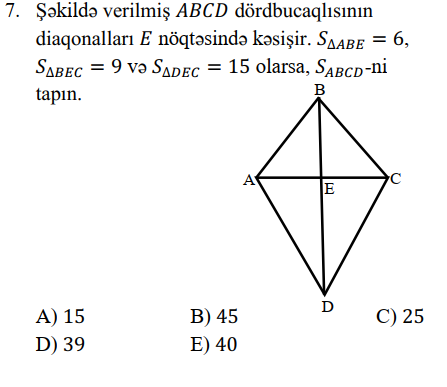 7. Şəkildə verilmiş ABCD dördbucaqlısının
diaqonalları E nöqtəsində kəsişir. S△ABE = 6,
S△BEC = 9 və S△DEC = 15 olarsa, SABCD-ni
tapın.
B
A
C
E
D
A) 15 B) 45 C) 25
D) 39 E) 40